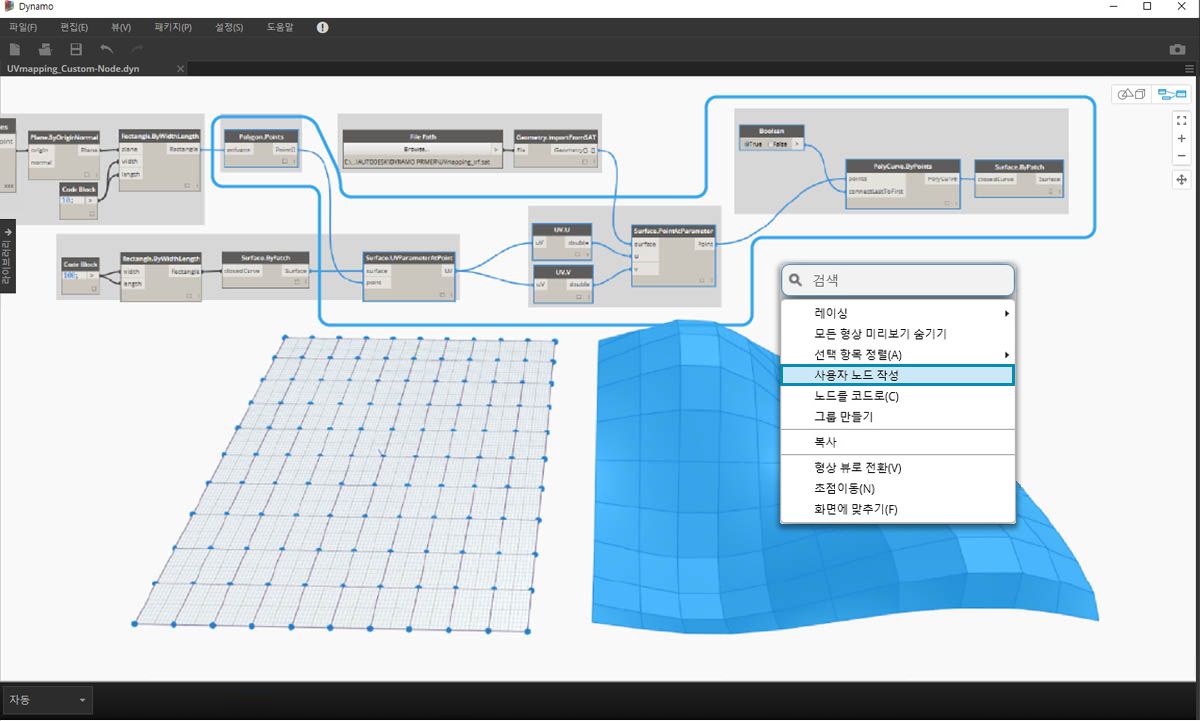 Dynamo
파일(F) 편집(E) 뷰(V) 패키지(P) 설정(S) 도움말
UVmapping_Custom-Node.dyn
라이브러리
Plane.ByOriginNormal
origin Plane
normal
Rectangle.ByWidthLength
plane Rectangle
width
length
Code Block
10;
Polygon.Points
Point[]
File Path
Browse...
C:\...\AUTODESK\DYNAMO PRIMER\UVmapping_srf.sat
Geometry.ImportFromSAT
file Geometry[]
Boolean
True False
PolyCurve.ByPoints
points PolyCurve
connectLastToFirst
Surface.ByPatch
closedCurve Surface
Code Block
100;
Rectangle.ByWidthLength
width Rectangle
length
Surface.ByPatch
closedCurve Surface
Surface.UVParameterAtPoint
surface UV
point
UV.U
uV double
UV.V
uV double
Surface.PointAtParameter
surface Point
u
v
검색
레이싱
모든 형상 미리보기 숨기기
선택 항목 정렬(A)
사용자 노드 작성
노드를 코드로(C)
그룹 만들기
복사
형상 뷰로 전환(V)
초점이동(N)
화면에 맞추기(F)
자동